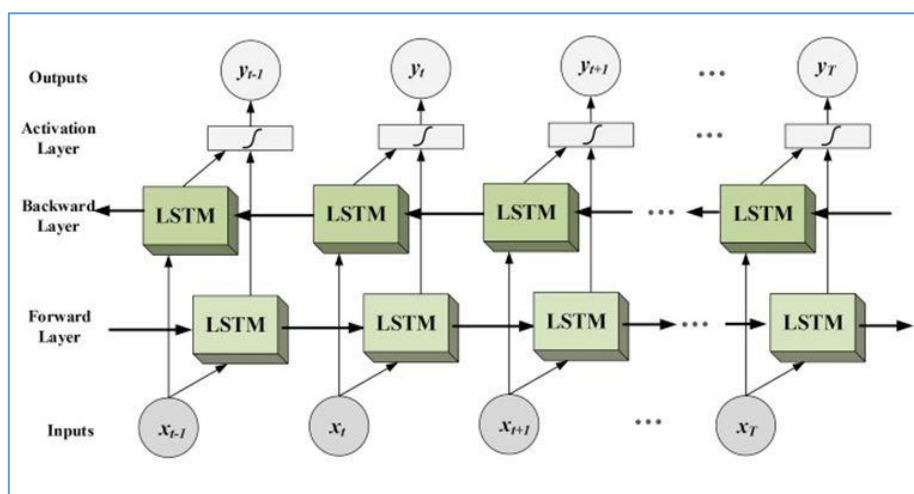 Outputs
y_{t-1} y_t y_{t+1} ... y_T
Activation
Layer
∫ ∫ ∫ ... ∫
Backward
Layer
LSTM LSTM LSTM ... LSTM
Forward
Layer
LSTM LSTM LSTM ... LSTM
Inputs
x_{t-1} x_t x_{t+1} ... x_T